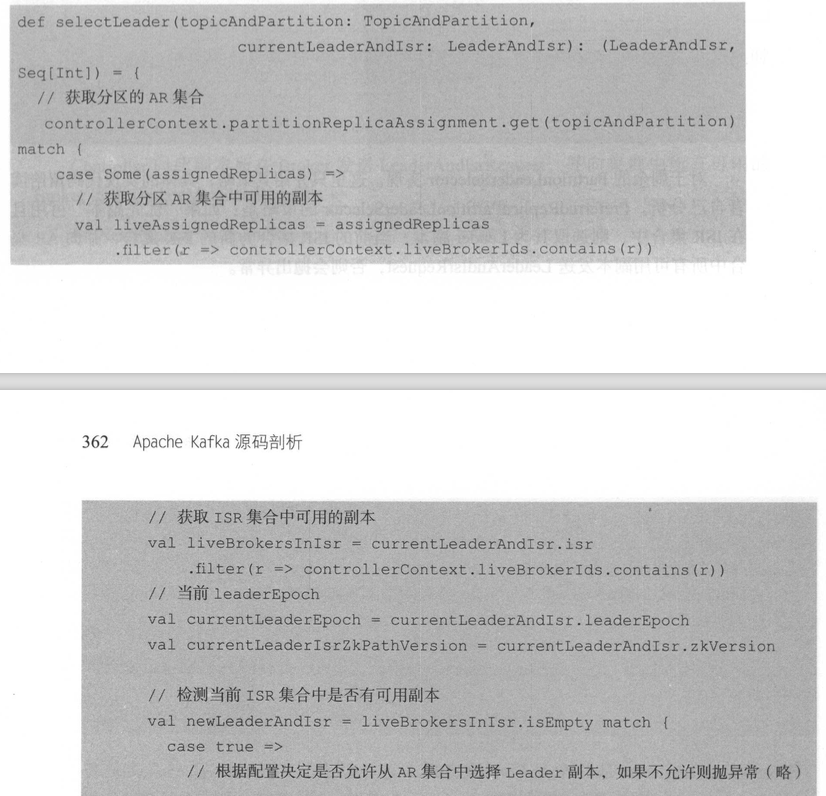 def selectLeader(topicAndPartition: TopicAndPartition,
currentLeaderAndIsr: LeaderAndIsr): (LeaderAndIsr,
Seq[Int]) = {
// 获取分区的 AR 集合
controllerContext.partitionReplicaAssignment.get(topicAndPartition)
match {
case Some(assignedReplicas) =>
// 获取分区 AR 集合中可用的副本
val liveAssignedReplicas = assignedReplicas
.filter(r => controllerContext.liveBrokerIds.contains(r))
362 Apache Kafka 源码剖析
// 获取 ISR 集合中可用的副本
val liveBrokersInIsr = currentLeaderAndIsr.isr
.filter(r => controllerContext.liveBrokerIds.contains(r))
// 当前 leaderEpoch
val currentLeaderEpoch = currentLeaderAndIsr.leaderEpoch
val currentLeaderIsrZkPathVersion = currentLeaderAndIsr.zkVersion
// 检测当前 ISR 集合中是否有可用副本
val newLeaderAndIsr = liveBrokersInIsr.isEmpty match {
case true =>
// 根据配置决定是否允许从 AR 集合中选择 Leader 副本，如果不允许则抛异常（略）